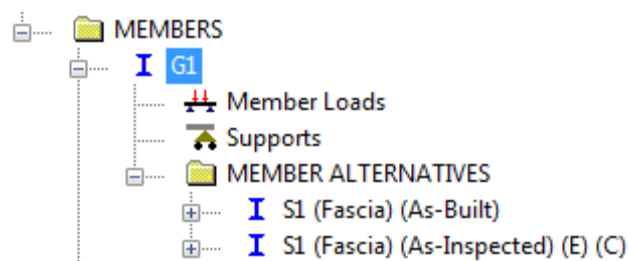 MEMBERS
G1
Member Loads
Supports
MEMBER ALTERNATIVES
S1 (Fascia) (As-Built)
S1 (Fascia) (As-Inspected) (E) (C)